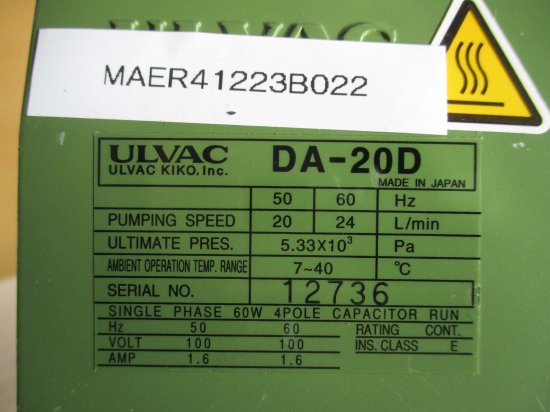 ULVAC
MAER41223B022
ULVAC DA-20D
ULVAC KIKO, Inc. MADE IN JAPAN
50 60 Hz
PUMPING SPEED 20 24 L/min
ULTIMATE PRES. 5.33X10³ Pa
AMBIENT OPERATION TEMP. RANGE 7~40 °C
SERIAL NO. 12736
SINGLE PHASE 60W 4POLE CAPACITOR RUN
Hz 50 60 RATING CONT.
VOLT 100 100 INS. CLASS E
AMP 1.6 1.6